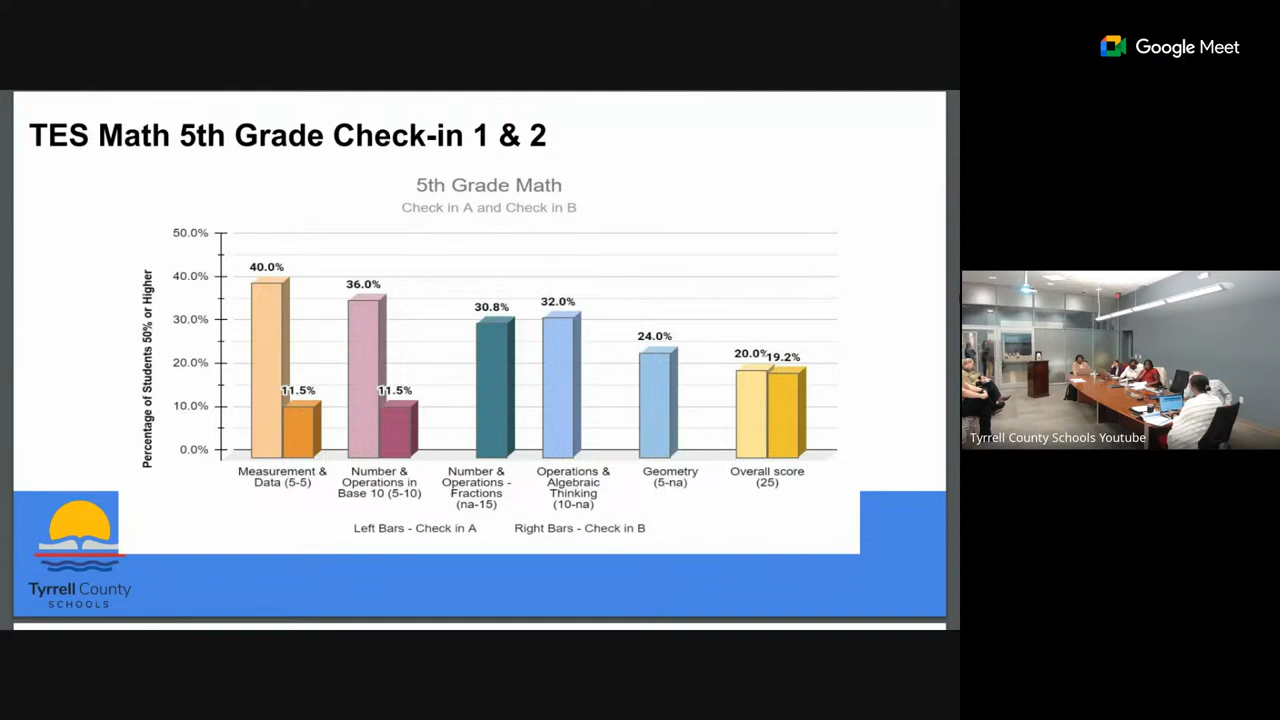 TES Math 5th Grade Check-in 1 & 2
5th Grade Math
Check in A and Check in B
Percentage of Students 50% or Higher
50.0%
40.0%
30.0%
20.0%
10.0%
0.0%
40.0%
11.5%
36.0%
11.5%
30.8%
32.0%
24.0%
20.0%
19.2%
Measurement &
Data (5-5)
Number &
Operations in
Base 10 (5-10)
Number &
Operations -
Fractions
(na-15)
Operations &
Algebraic
Thinking
(10-na)
Geometry
(5-na)
Overall score
(25)
Left Bars - Check in A
Right Bars - Check in B
Tyrrell County
SCHOOLS
Google Meet
Tyrrell County Schools Youtube